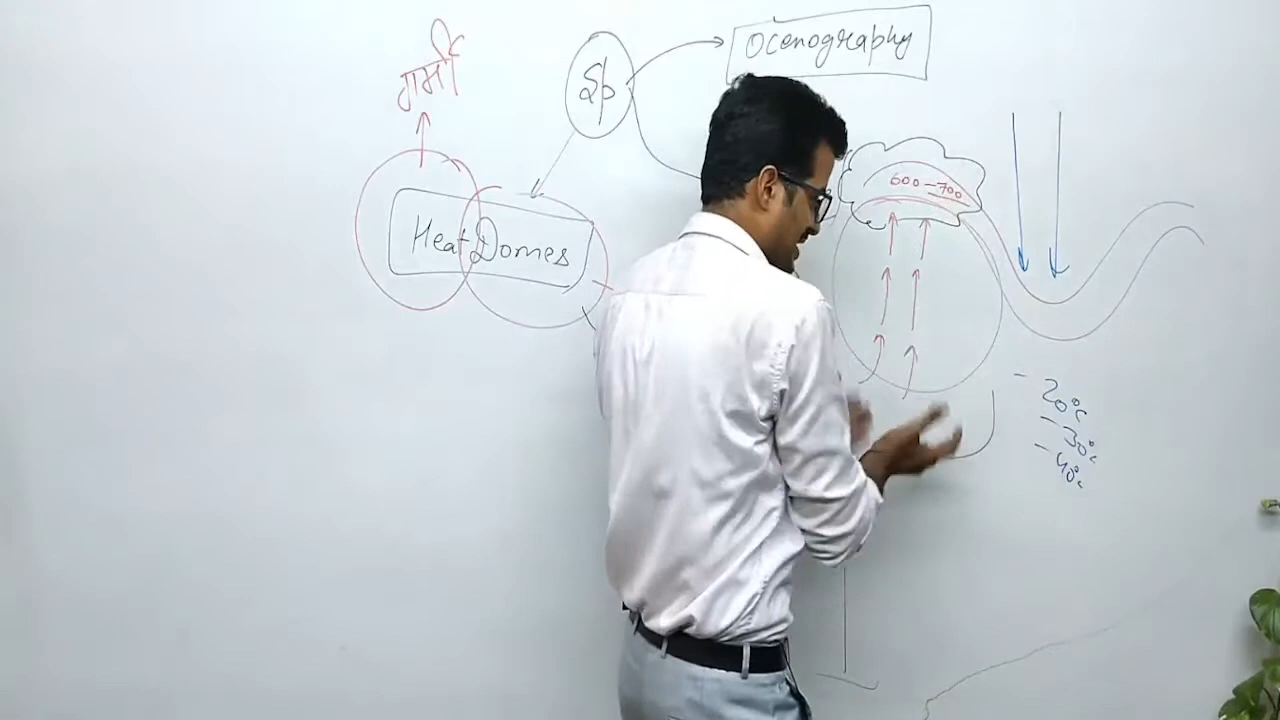 गर्मी
Ocenography
600-700
Heat Domes
- 20°c
- 30°c
- 40°c